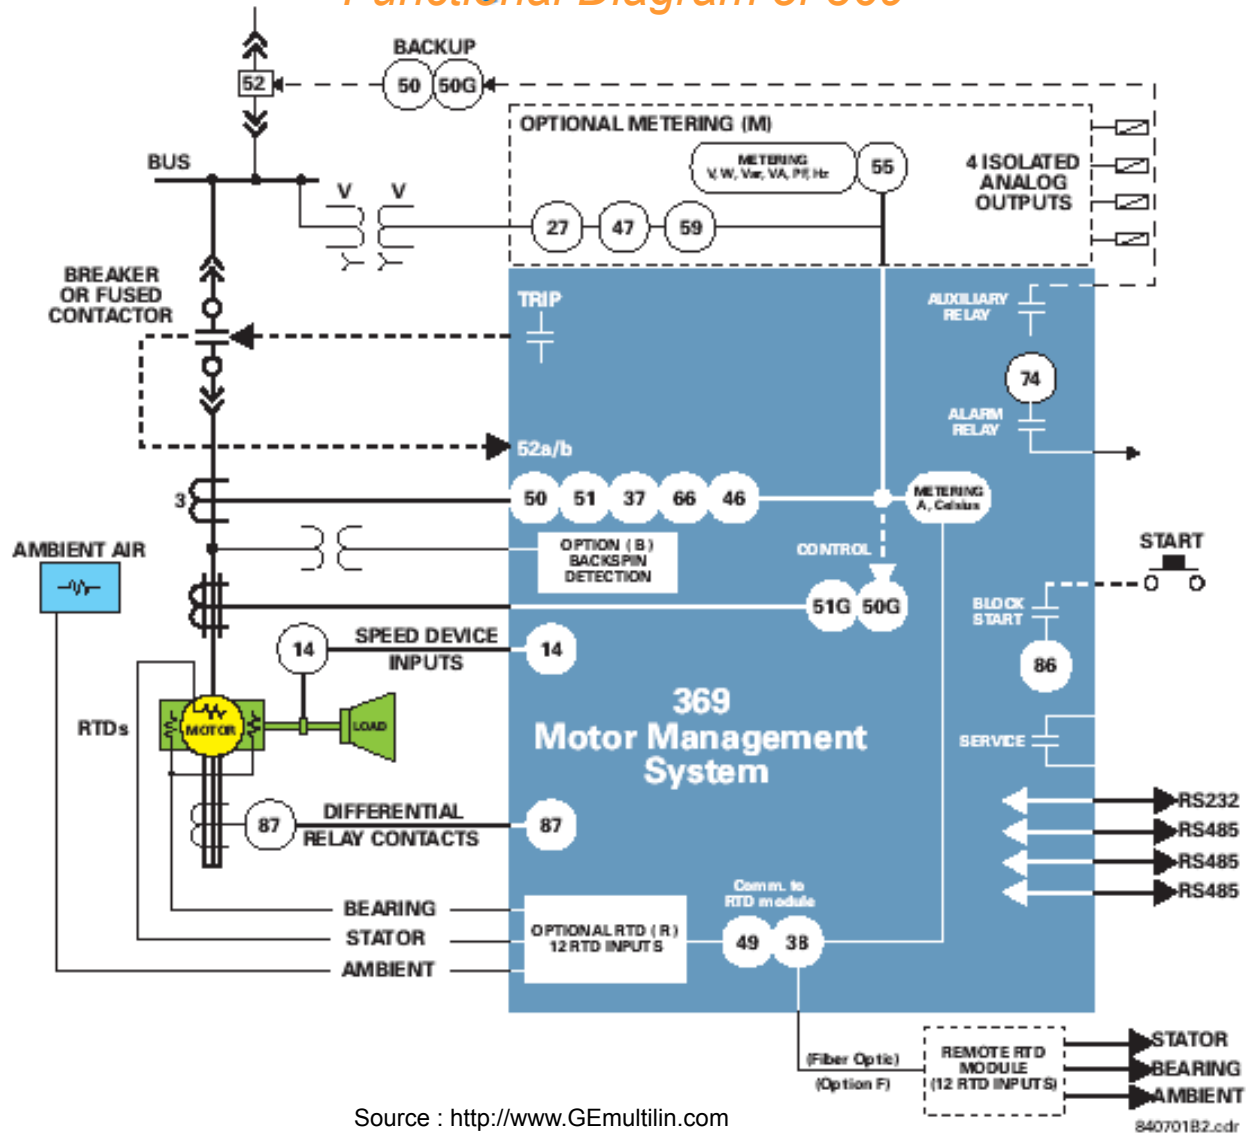 Functional Diagram of 369
BACKUP
52
50
50G
OPTIONAL METERING (M)
METERING
V, W, Var, VA, PF, Hz
55
4 ISOLATED
ANALOG
OUTPUTS
BUS
V
V
27
47
59
BREAKER
OR FUSED
CONTACTOR
TRIP
AUXILIARY
RELAY
74
ALARM
RELAY
52a/b
3
50
51
37
66
46
METERING
A, Celsius
AMBIENT AIR
OPTION ( B )
BACKSPIN
DETECTION
CONTROL
START
51G
50G
BLOCK
START
14
SPEED DEVICE
INPUTS
14
86
369
Motor Management
System
RTDs
MOTOR
LOAD
SERVICE
RS232
RS485
RS485
RS485
87
DIFFERENTIAL
RELAY CONTACTS
87
Comm. to
RTD module
BEARING
STATOR
AMBIENT
OPTIONAL RTD ( R )
12 RTD INPUTS
49
38
(Fiber Optic)
(Option F)
REMOTE RTD
MODULE
(12 RTD INPUTS)
STATOR
BEARING
AMBIENT
Source : http://www.GEmultilin.com
840701B2.cdr